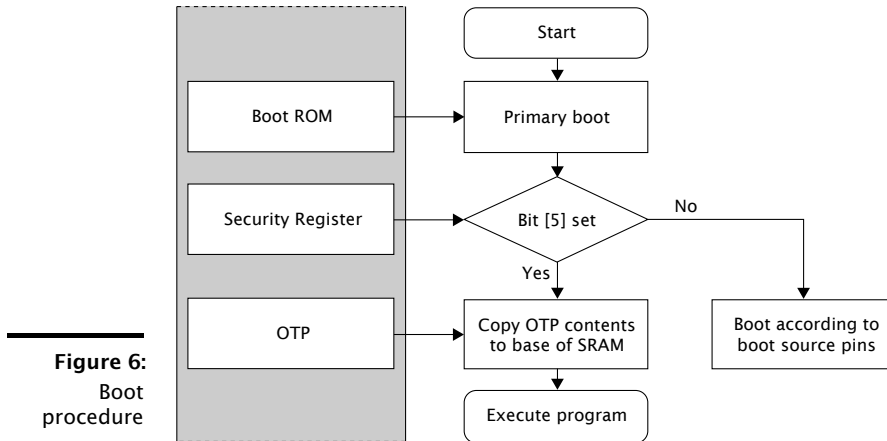 Start
Boot ROM
Primary boot
Security Register
Bit [5] set
No
Yes
OTP
Copy OTP contents
to base of SRAM
Boot according to
boot source pins
Execute program
Figure 6:
Boot
procedure